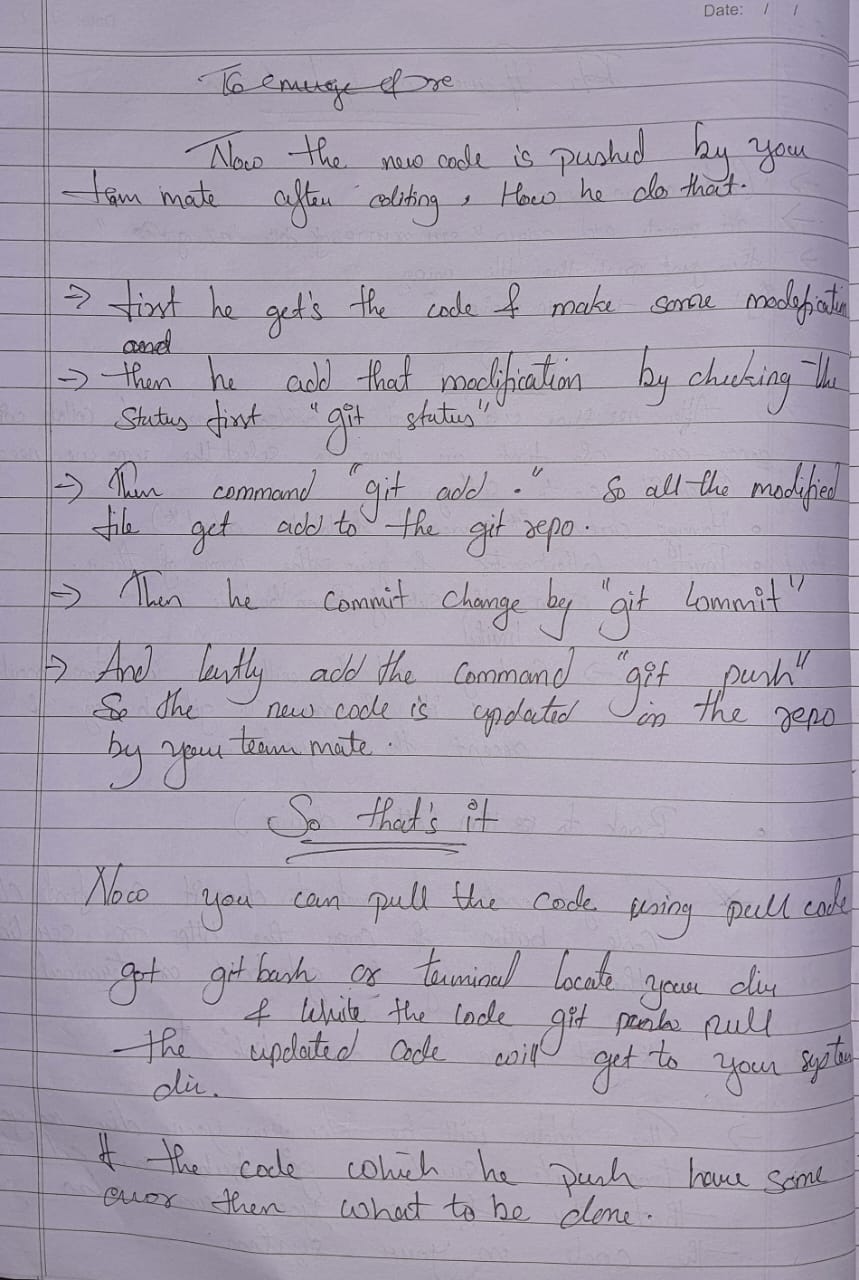 Date: / /
To emurge of re
Now the new code is pushed by your
team mate after editing, How he do that.
→ first he get's the code & make some modefication
and
→ then he add that modification by checking the
Status first "git status"
→ Then command "git add ." So all the modified
file get add to the git repo.
→ Then he commit change by "git Commit"
→ And lastly add the command "git push"
So the new code is updated in the repo
by your team mate.
So that's it
Now you can pull the code using pull code
got git bash or terminal locate your dir
& While the code git push pull
the updated code will get to your system
dir.
If the code which he push have some
error then what to be done.